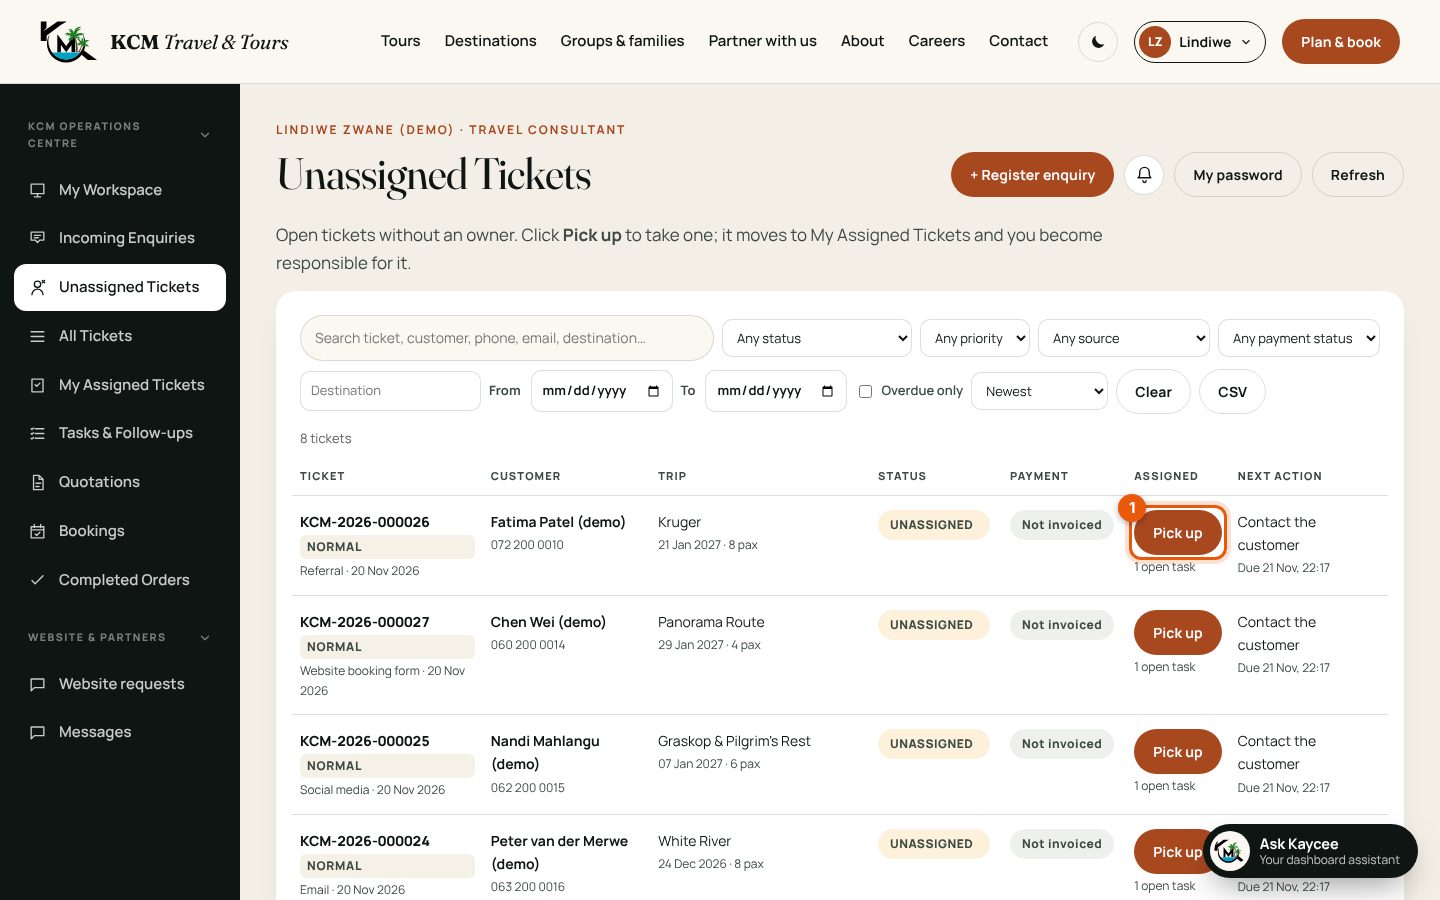 KCM Travel & Tours
Tours
Destinations
Groups & families
Partner with us
About
Careers
Contact
LZ
Lindiwe
Plan & book
KCM OPERATIONS
CENTRE
My Workspace
Incoming Enquiries
Unassigned Tickets
All Tickets
My Assigned Tickets
Tasks & Follow-ups
Quotations
Bookings
Completed Orders
WEBSITE & PARTNERS
Website requests
Messages
LINDIWE ZWANE (DEMO) · TRAVEL CONSULTANT
Unassigned Tickets
+ Register enquiry
My password
Refresh
Open tickets without an owner. Click Pick up to take one; it moves to My Assigned Tickets and you become
responsible for it.
Search ticket, customer, phone, email, destination...
Any status
Any priority
Any source
Any payment status
Destination
From
mm/dd/yyyy
To
mm/dd/yyyy
Overdue only
Newest
Clear
CSV
8 tickets
TICKET
CUSTOMER
TRIP
STATUS
PAYMENT
ASSIGNED
NEXT ACTION
KCM-2026-000026
NORMAL
Referral · 20 Nov 2026
Fatima Patel (demo)
072 200 0010
Kruger
21 Jan 2027 · 8 pax
UNASSIGNED
Not invoiced
1
Pick up
1 open task
Contact the
customer
Due 21 Nov, 22:17
KCM-2026-000027
NORMAL
Website booking form · 20 Nov
2026
Chen Wei (demo)
060 200 0014
Panorama Route
29 Jan 2027 · 4 pax
UNASSIGNED
Not invoiced
Pick up
1 open task
Contact the
customer
Due 21 Nov, 22:17
KCM-2026-000025
NORMAL
Social media · 20 Nov 2026
Nandi Mahlangu
(demo)
062 200 0015
Graskop & Pilgrim's Rest
07 Jan 2027 · 6 pax
UNASSIGNED
Not invoiced
Pick up
1 open task
Contact the
customer
Due 21 Nov, 22:17
KCM-2026-000024
NORMAL
Email · 20 Nov 2026
Peter van der Merwe
(demo)
063 200 0016
White River
24 Dec 2026 · 8 pax
UNASSIGNED
Not invoiced
Pick up
1 open task
Due 21 Nov, 22:17
Ask Kaycee
Your dashboard assistant